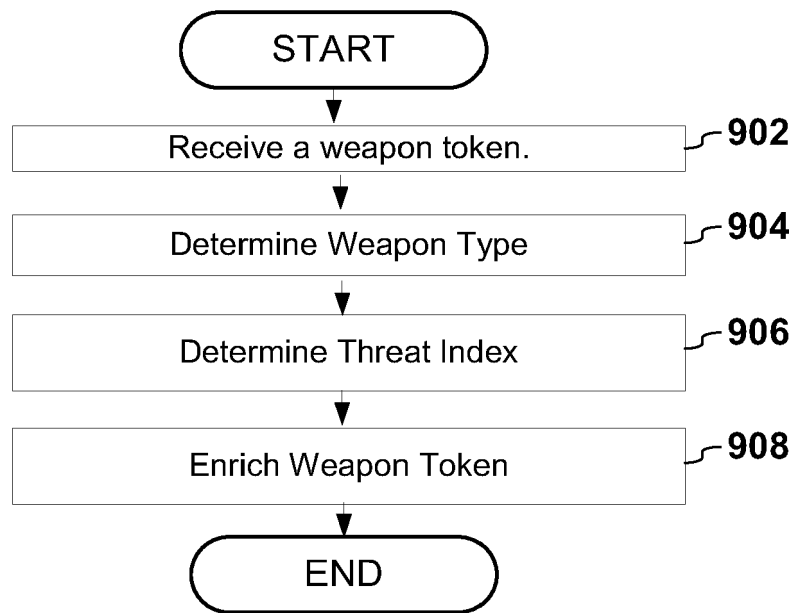 START
Receive a weapon token.
902
Determine Weapon Type
904
Determine Threat Index
906
Enrich Weapon Token
908
END